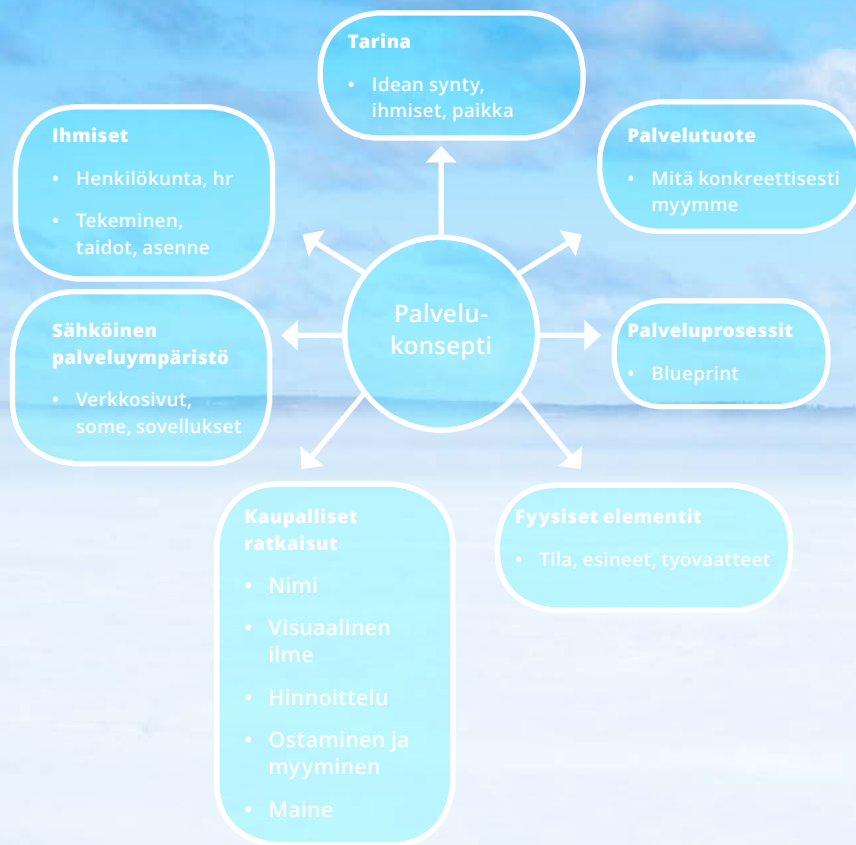 Tarina
• Idean synty,
ihmiset, paikka
Ihmiset
• Henkilökunta, hr
• Tekeminen,
taidot, asenne
Palvelutuote
• Mitä konkreettisesti
myymme
Palvelu-
konsepti
Sähköinen
palveluympäristö
• Verkkosivut,
some, sovellukset
Palveluprosessit
• Blueprint
Kaupalliset
ratkaisut
• Nimi
• Visuaalinen
ilme
• Hinnoittelu
• Ostaminen ja
myyminen
• Maine
Fyysiset elementit
• Tila, esineet, työvaatteet